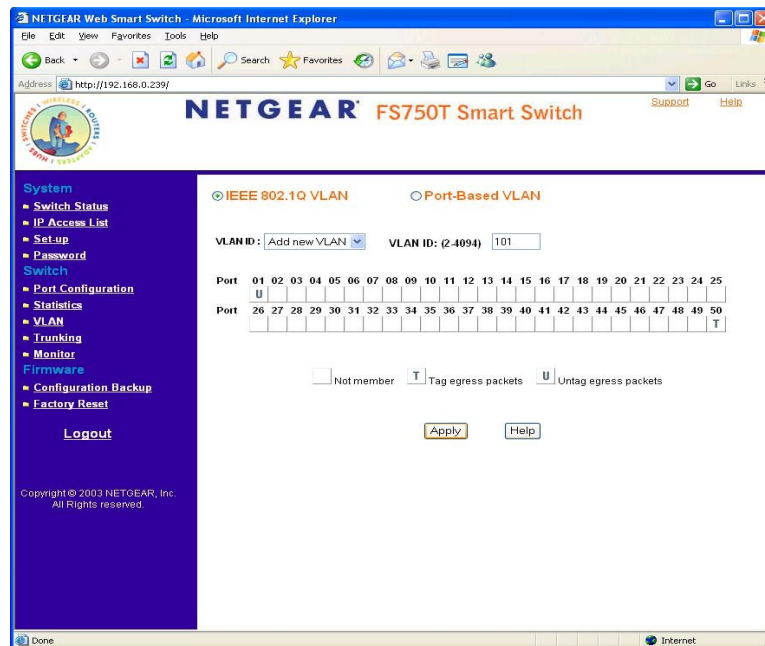 NETGEAR Web Smart Switch - Microsoft Internet Explorer
File Edit View Favorites Tools Help
Back Search Favorites
Address http://192.168.0.239/ Go Links
SWITCHES WIRELESS ROUTERS ADAPTERS HUBS
NETGEAR FS750T Smart Switch
Support Help
System
Switch Status
IP Access List
Set-up
Password
Switch
Port Configuration
Statistics
VLAN
Trunking
Monitor
Firmware
Configuration Backup
Factory Reset
Logout
Copyright © 2003 NETGEAR, Inc.
All Rights reserved.
IEEE 802.1Q VLAN Port-Based VLAN
VLAN ID : Add new VLAN VLAN ID: (2-4094) 101
Port 01 02 03 04 05 06 07 08 09 10 11 12 13 14 15 16 17 18 19 20 21 22 23 24 25
U
Port 26 27 28 29 30 31 32 33 34 35 36 37 38 39 40 41 42 43 44 45 46 47 48 49 50
T
Not member T Tag egress packets U Untag egress packets
Apply Help
Done Internet